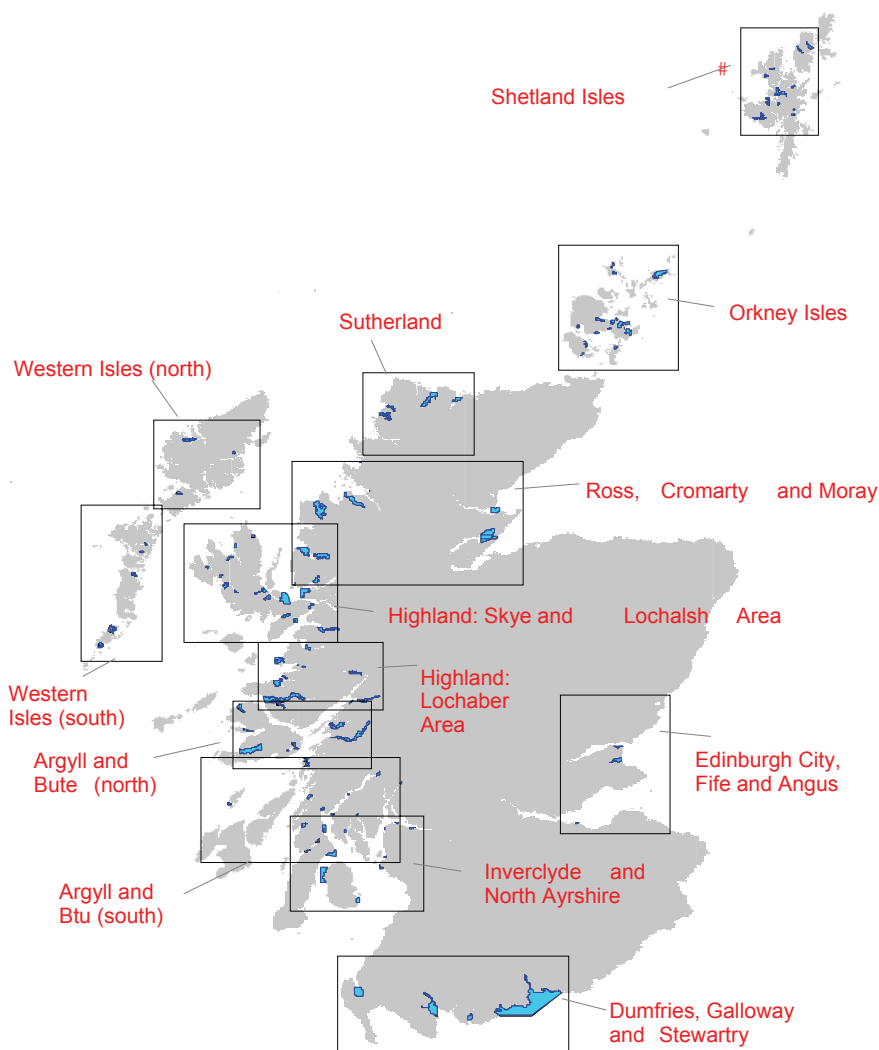 #
Shetland Isles
Orkney Isles
Sutherland
Western Isles (north)
Ross, Cromarty and Moray
Highland: Skye and Lochalsh Area
Highland:
Lochaber
Area
Western
Isles (south)
Argyll and
Bute (north)
Edinburgh City,
Fife and Angus
Inverclyde and
North Ayrshire
Argyll and
Btu (south)
Dumfries, Galloway
and Stewartry